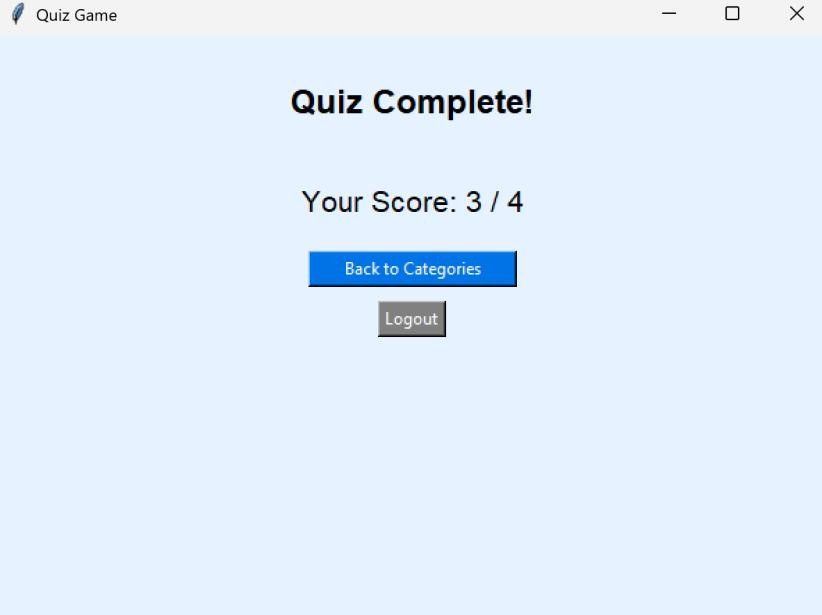 Quiz Game
Quiz Complete!
Your Score: 3 / 4
Back to Categories
Logout